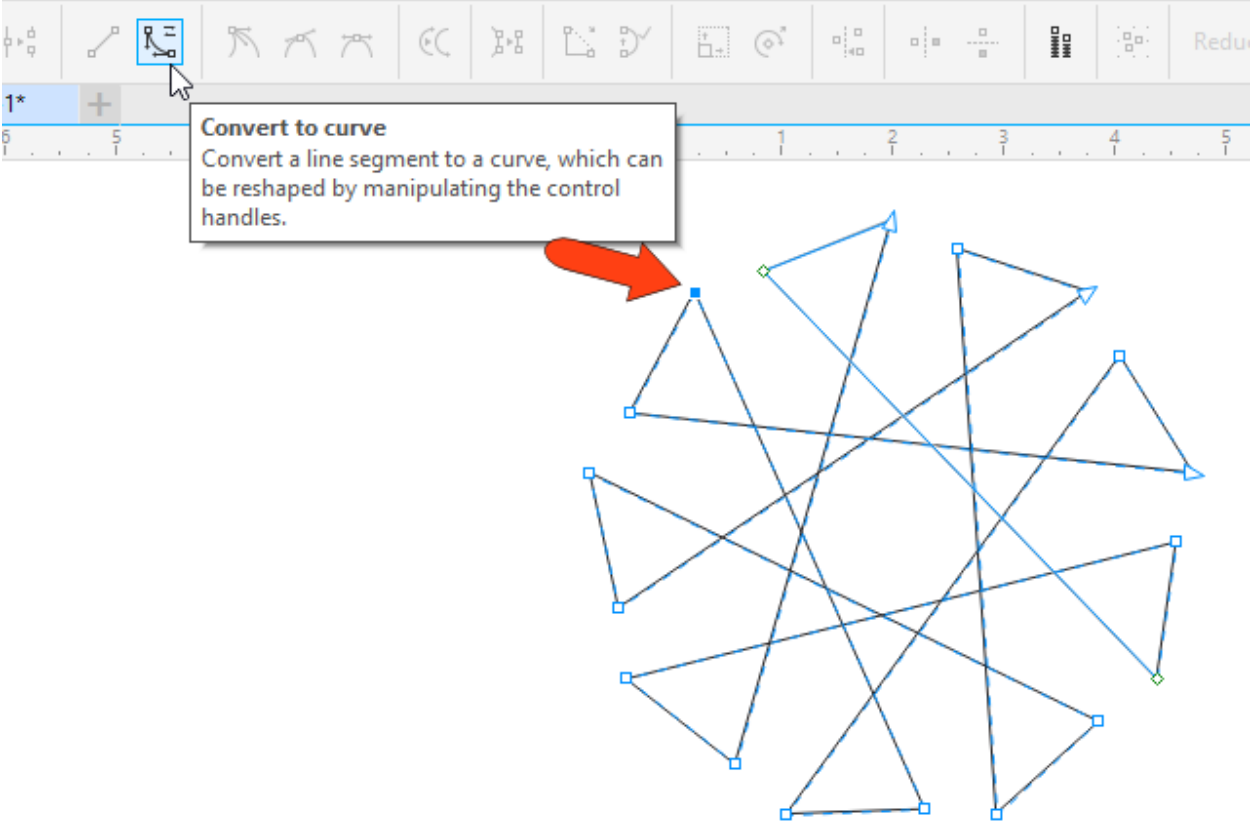 Redu
1*
6 5 1 2 3 4 5
Convert to curve
Convert a line segment to a curve, which can
be reshaped by manipulating the control
handles.